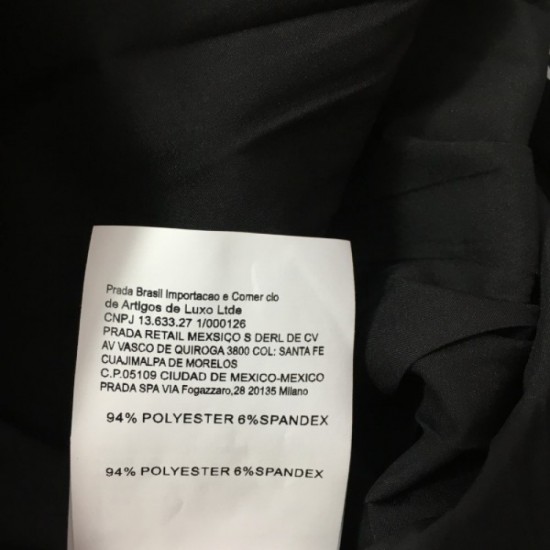 Prada Brasil Importacao e Comer cio
de Artigos de Luxo Ltde
CNPJ 13.633.27 1/000126
PRADA RETAIL MEXSIÇO S DERL DE CV
AV VASCO DE QUIROGA 3800 COL: SANTA FE
CUAJIMALPA DE MORELOS
C.P.05109 CIUDAD DE MEXICO-MEXICO
PRADA SPA VIA Fogazzaro,28 20135 Milano
94% POLYESTER 6%SPANDEX
94% POLYESTER 6%SPANDEX